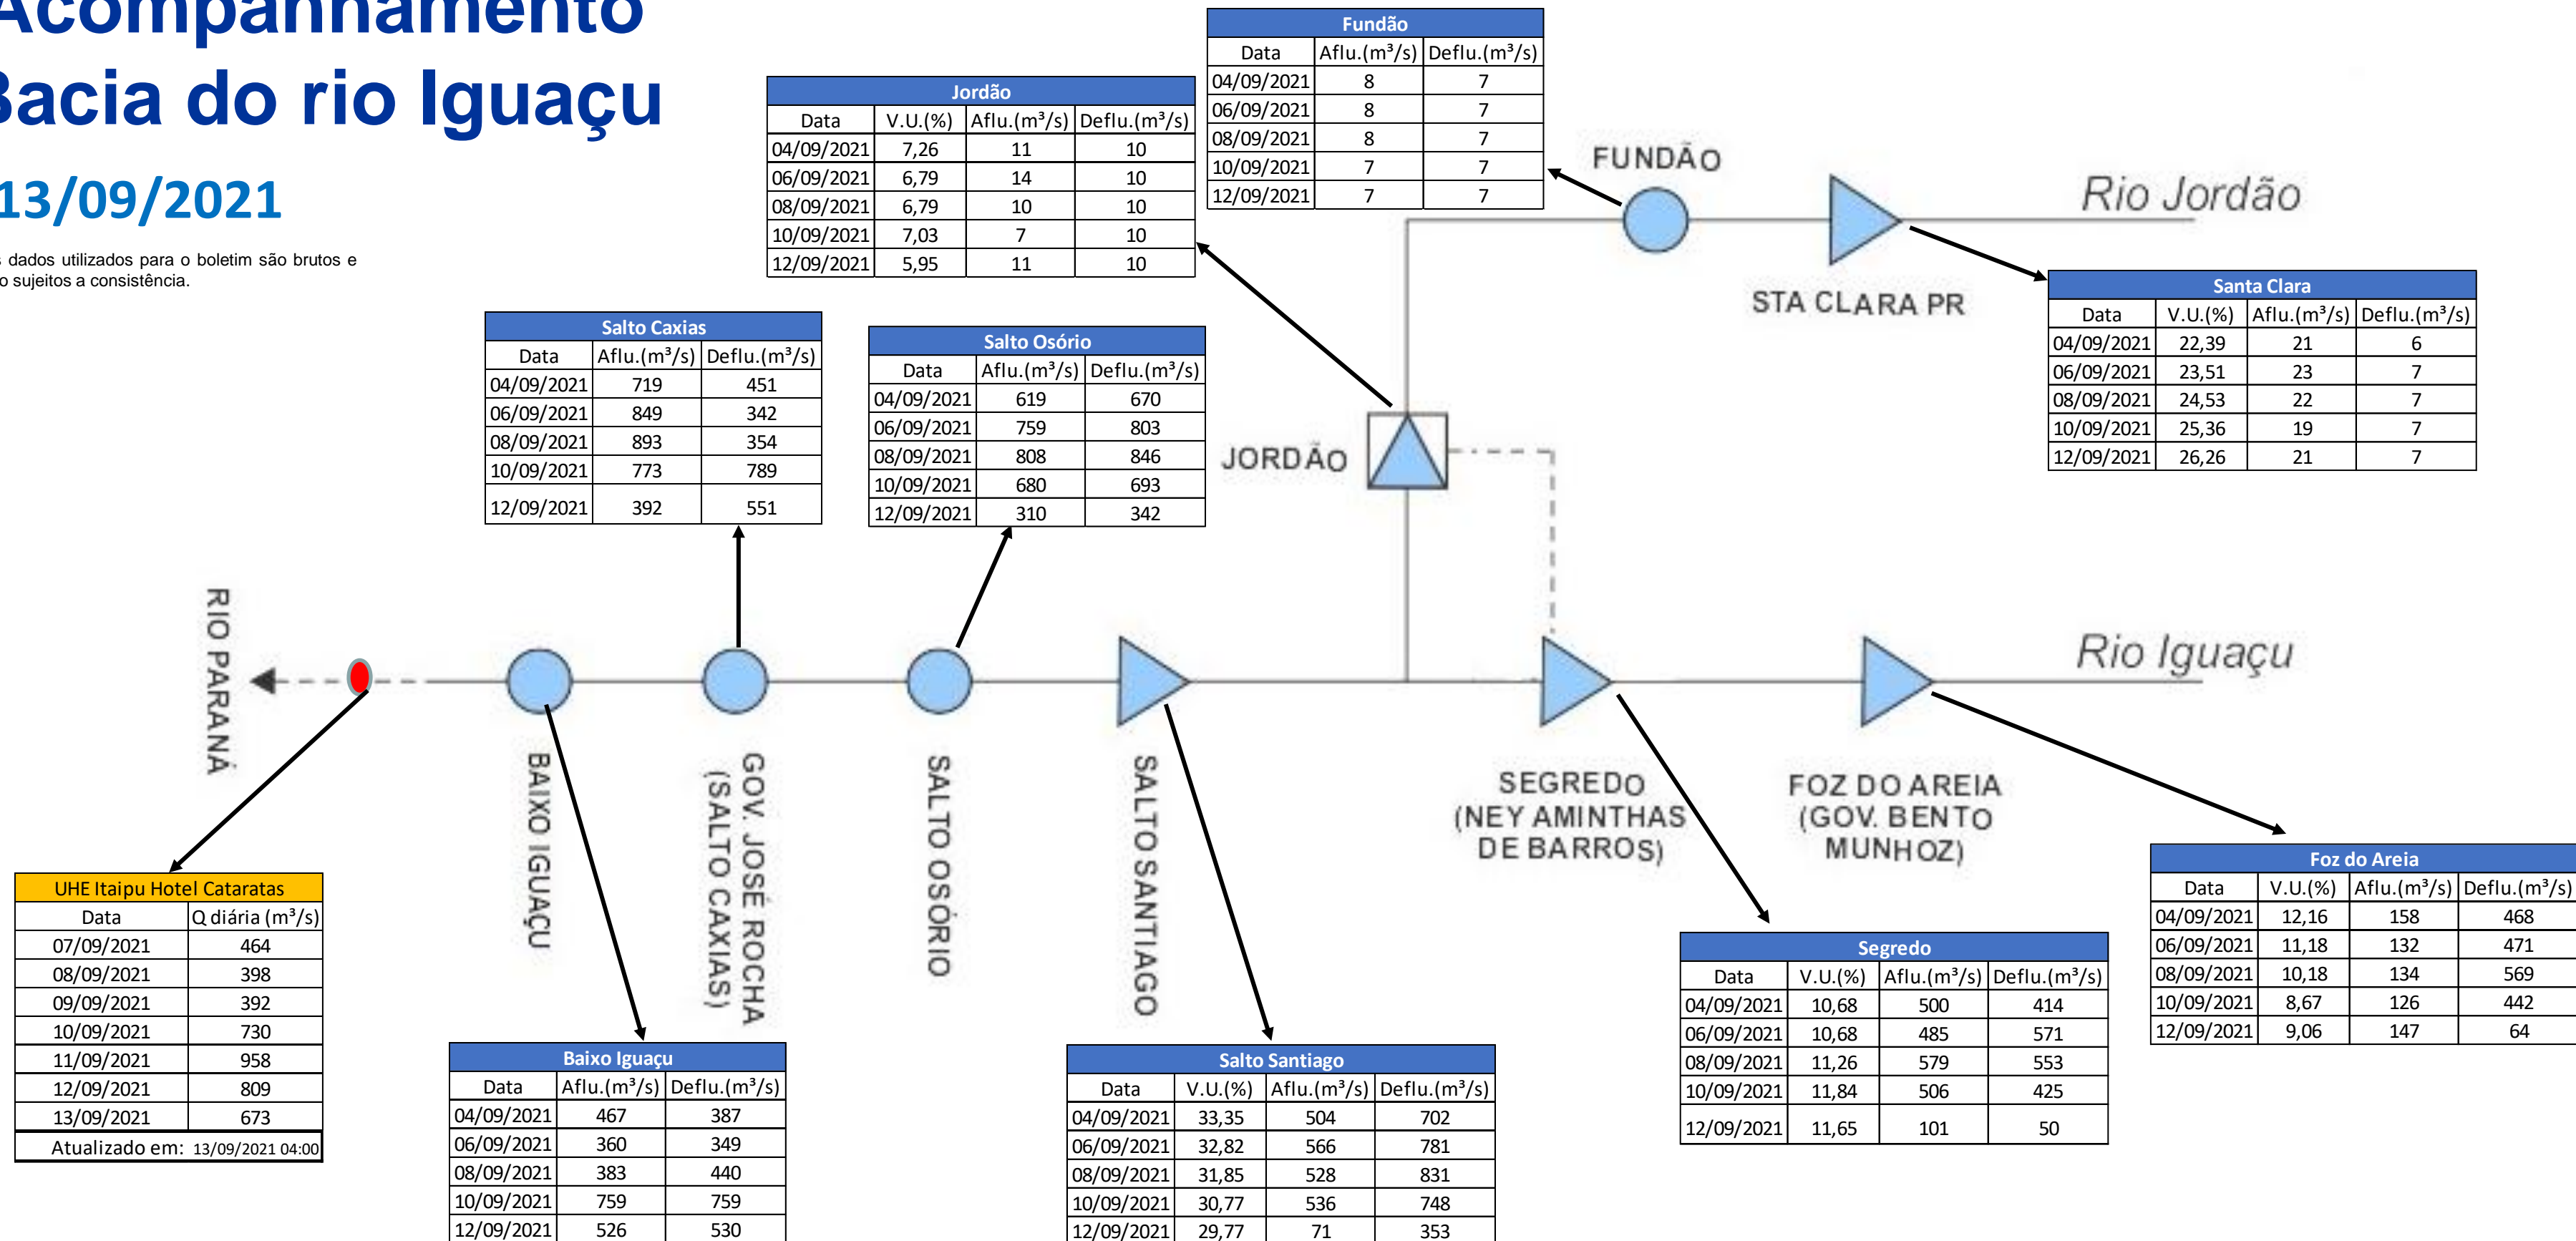 Acompanhamento
Bacia do rio Iguaçu
13/09/2021
s dados utilizados para o boletim são brutos e
o sujeitos a consistência.
Fundão
Data Aflu.(m³/s) Deflu.(m³/s)
04/09/2021 8 7
06/09/2021 8 7
08/09/2021 8 7
10/09/2021 7 7
12/09/2021 7 7
Jordão
Data V.U.(%) Aflu.(m³/s) Deflu.(m³/s)
04/09/2021 7,26 11 10
06/09/2021 6,79 14 10
08/09/2021 6,79 10 10
10/09/2021 7,03 7 10
12/09/2021 5,95 11 10
FUNDÃO
STA CLARA PR
Rio Jordão
Santa Clara
Data V.U.(%) Aflu.(m³/s) Deflu.(m³/s)
04/09/2021 22,39 21 6
06/09/2021 23,51 23 7
08/09/2021 24,53 22 7
10/09/2021 25,36 19 7
12/09/2021 26,26 21 7
Salto Caxias
Data Aflu.(m³/s) Deflu.(m³/s)
04/09/2021 719 451
06/09/2021 849 342
08/09/2021 893 354
10/09/2021 773 789
12/09/2021 392 551
Salto Osório
Data Aflu.(m³/s) Deflu.(m³/s)
04/09/2021 619 670
06/09/2021 759 803
08/09/2021 808 846
10/09/2021 680 693
12/09/2021 310 342
JORDÃO
RIO PARANÁ
BAIXO IGUAÇU
GOV. JOSÉ ROCHA
(SALTO CAXIAS)
SALTO OSÓRIO
SALTO SANTIAGO
SEGREDO
(NEY AMINTHAS
DE BARROS)
FOZ DO AREIA
(GOV. BENTO
MUNHOZ)
Rio Iguaçu
UHE Itaipu Hotel Cataratas
Data Q diária (m³/s)
07/09/2021 464
08/09/2021 398
09/09/2021 392
10/09/2021 730
11/09/2021 958
12/09/2021 809
13/09/2021 673
Atualizado em: 13/09/2021 04:00
Baixo Iguaçu
Data Aflu.(m³/s) Deflu.(m³/s)
04/09/2021 467 387
06/09/2021 360 349
08/09/2021 383 440
10/09/2021 759 759
12/09/2021 526 530
Salto Santiago
Data V.U.(%) Aflu.(m³/s) Deflu.(m³/s)
04/09/2021 33,35 504 702
06/09/2021 32,82 566 781
08/09/2021 31,85 528 831
10/09/2021 30,77 536 748
12/09/2021 29,77 71 353
Segredo
Data V.U.(%) Aflu.(m³/s) Deflu.(m³/s)
04/09/2021 10,68 500 414
06/09/2021 10,68 485 571
08/09/2021 11,26 579 553
10/09/2021 11,84 506 425
12/09/2021 11,65 101 50
Foz do Areia
Data V.U.(%) Aflu.(m³/s) Deflu.(m³/s)
04/09/2021 12,16 158 468
06/09/2021 11,18 132 471
08/09/2021 10,18 134 569
10/09/2021 8,67 126 442
12/09/2021 9,06 147 64